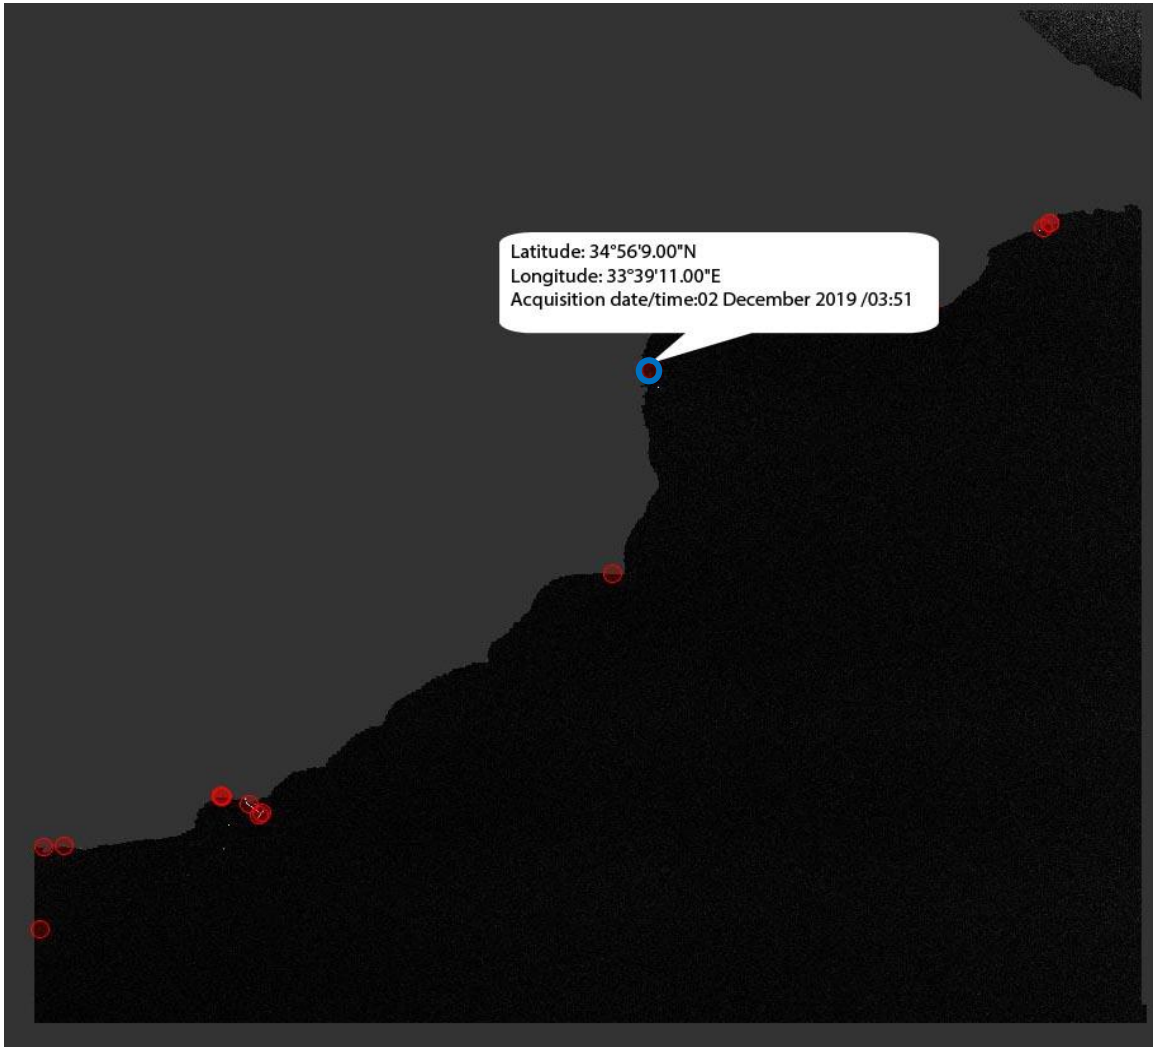 Latitude: 34°56'9.00"N
Longitude: 33°39'11.00"E
Acquisition date/time:02 December 2019 /03:51